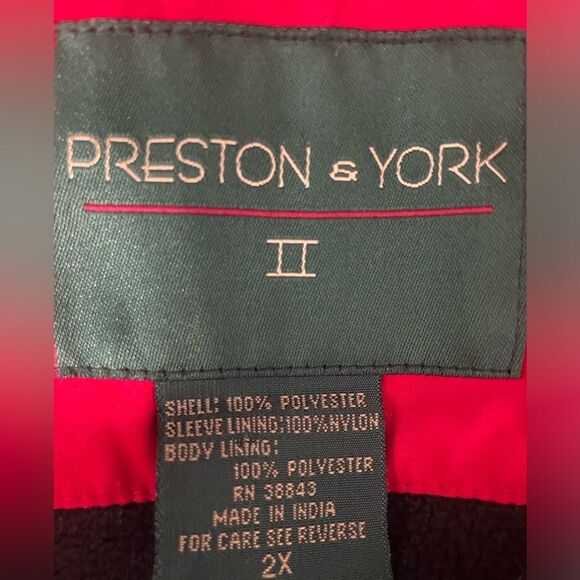 PRESTON & YORK
II
SHELL: 100% POLYESTER
SLEEVE LINING:100%NYLON
BODY LINING:
100% POLYESTER
RN 38843
MADE IN INDIA
FOR CARE SEE REVERSE
2X